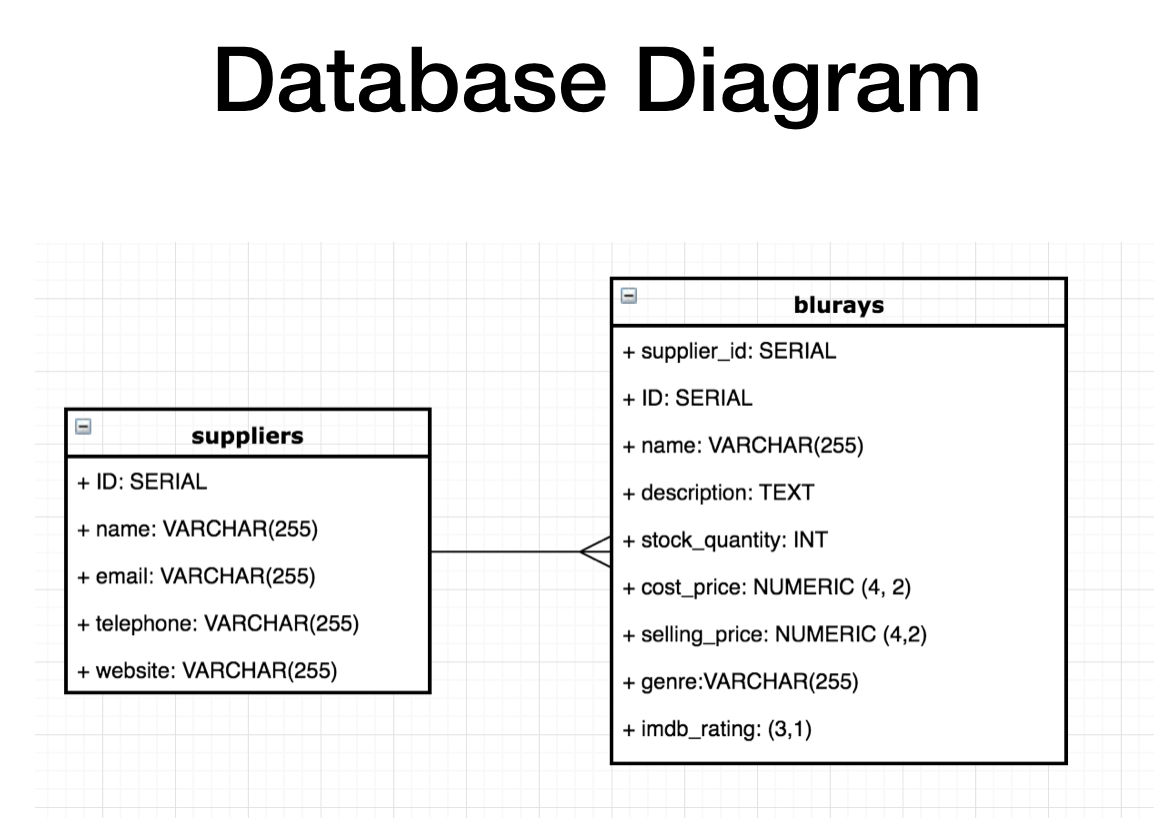 Database Diagram
suppliers
+ ID: SERIAL
+ name: VARCHAR(255)
+ email: VARCHAR(255)
+ telephone: VARCHAR(255)
+ website: VARCHAR(255)
blurays
+ supplier_id: SERIAL
+ ID: SERIAL
+ name: VARCHAR(255)
+ description: TEXT
+ stock_quantity: INT
+ cost_price: NUMERIC (4, 2)
+ selling_price: NUMERIC (4,2)
+ genre:VARCHAR(255)
+ imdb_rating: (3,1)